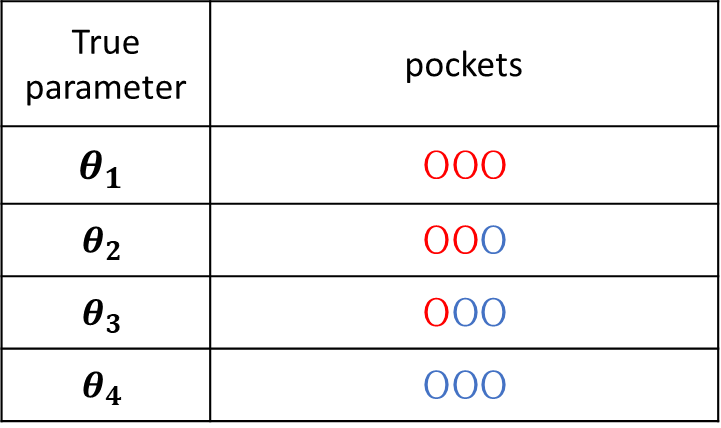 True
parameter
pockets
θ₁
OOO
θ₂
OOO
θ₃
OOO
θ₄
OOO